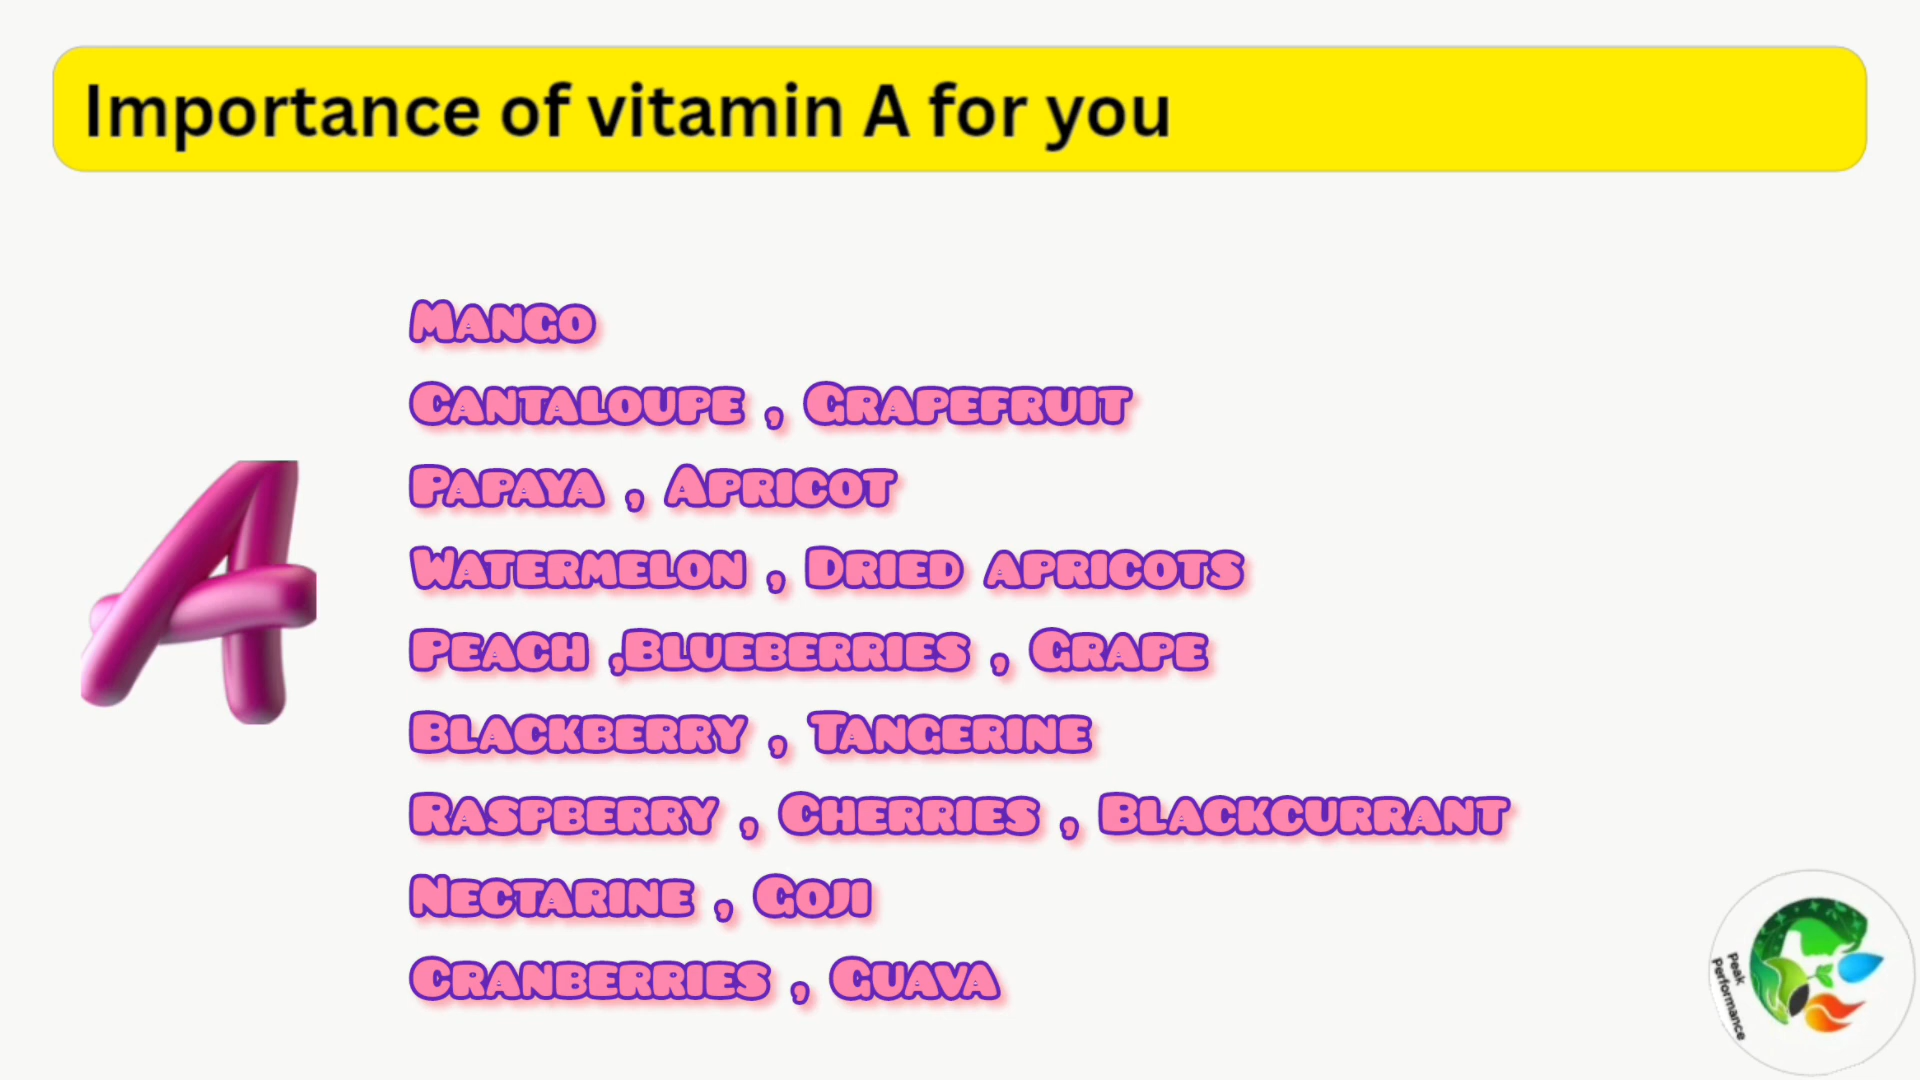 Importance of vitamin A for you
Mango
Cantaloupe , Grapefruit
Papaya , Apricot
Watermelon , Dried apricots
Peach ,Blueberries , Grape
Blackberry , Tangerine
Raspberry , Cherries , Blackcurrant
Nectarine , Goji
Cranberries , Guava
A
Peak
Performance